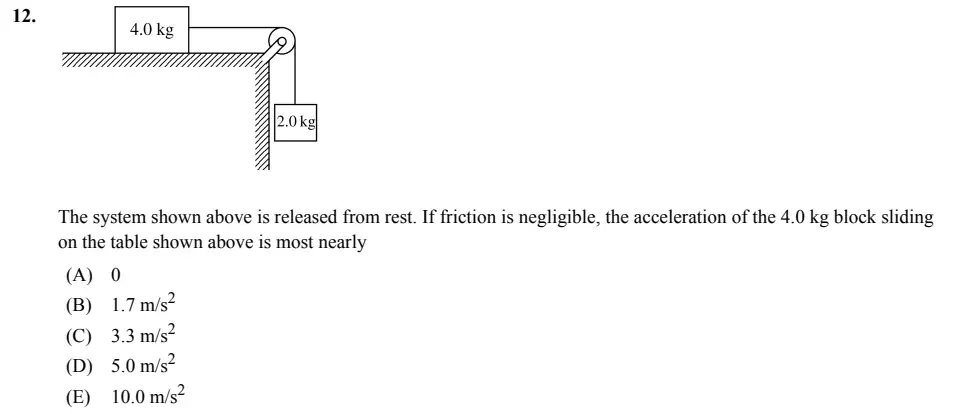 12.
4.0 kg
2.0 kg
The system shown above is released from rest. If friction is negligible, the acceleration of the 4.0 kg block sliding
on the table shown above is most nearly
(A) 0
(B) 1.7 m/s²
(C) 3.3 m/s²
(D) 5.0 m/s²
(E) 10.0 m/s²